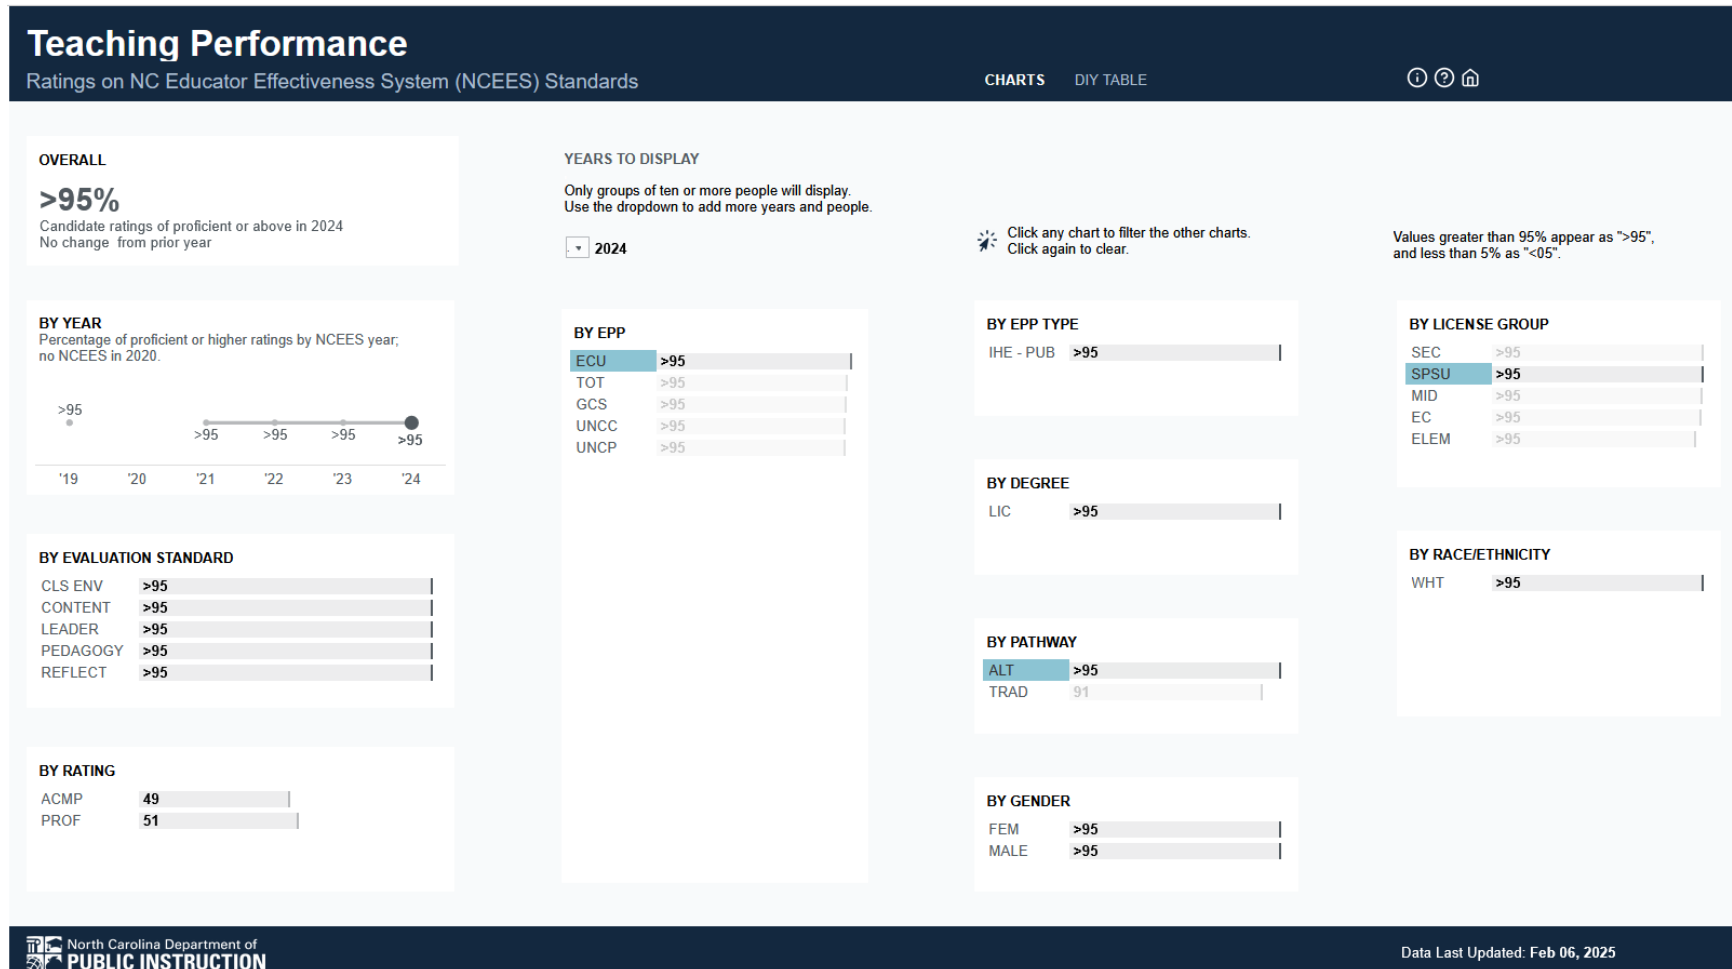 Teaching Performance
Ratings on NC Educator Effectiveness System (NCEES) Standards
CHARTS
DIY TABLE
OVERALL
>95%
Candidate ratings of proficient or above in 2024
No change from prior year
YEARS TO DISPLAY
Only groups of ten or more people will display.
Use the dropdown to add more years and people.
2024
Click any chart to filter the other charts.
Click again to clear.
Values greater than 95% appear as ">95",
and less than 5% as "<05".
BY YEAR
Percentage of proficient or higher ratings by NCEES year;
no NCEES in 2020.
>95
>95 >95 >95 >95
'19 '20 '21 '22 '23 '24
BY EVALUATION STANDARD
CLS ENV >95
CONTENT >95
LEADER >95
PEDAGOGY >95
REFLECT >95
BY RATING
ACMP 49
PROF 51
BY EPP
ECU >95
TOT >95
GCS >95
UNCC >95
UNCP >95
BY EPP TYPE
IHE - PUB >95
BY DEGREE
LIC >95
BY PATHWAY
ALT >95
TRAD 91
BY GENDER
FEM >95
MALE >95
BY LICENSE GROUP
SEC >95
SPSU >95
MID >95
EC >95
ELEM >95
BY RACE/ETHNICITY
WHT >95
North Carolina Department of
PUBLIC INSTRUCTION
Data Last Updated: Feb 06, 2025